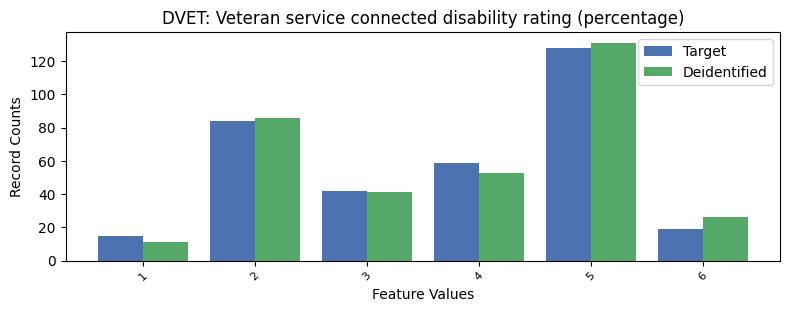 DVET: Veteran service connected disability rating (percentage)
Target
Deidentified
Record Counts
120
100
80
60
40
20
0
1 2 3 4 5 6
Feature Values